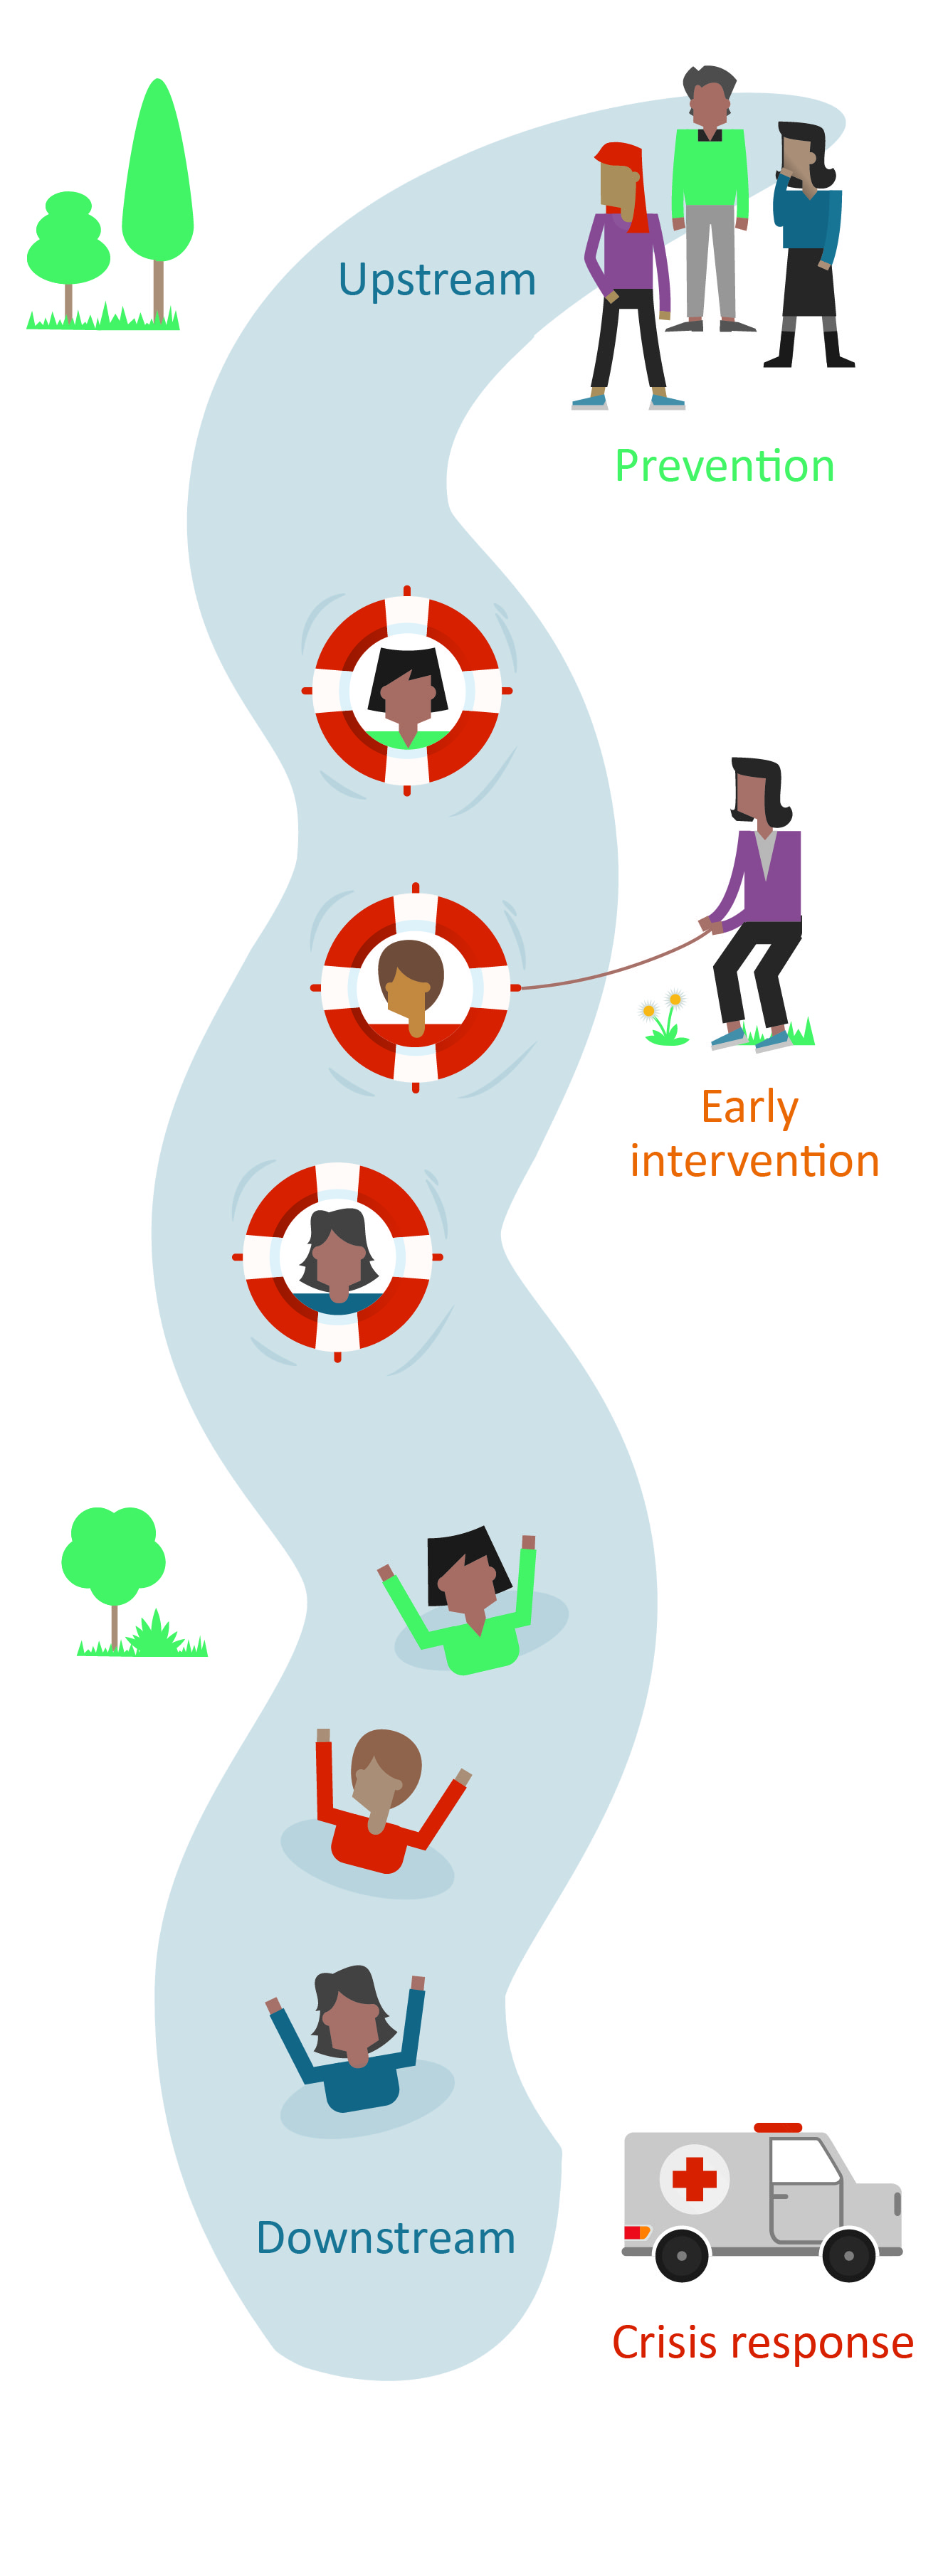 Upstream
Prevention
Early
intervention
Downstream
Crisis response